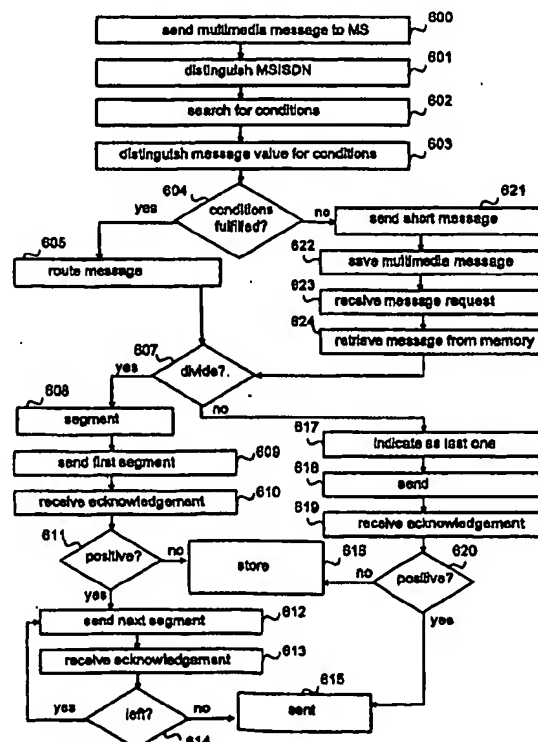 send multimedia message to MS
600
distinguish MSISDN
601
search for conditions
602
distinguish message value for conditions
603
604
conditions fulfilled?
yes
no
605
route message
621
send short message
622
save multimedia message
623
receive message request
624
retrieve message from memory
607
divide?
yes
no
608
segment
609
send first segment
610
receive acknowledgement
611
positive?
no
yes
616
store
617
indicate as last one
618
send
619
receive acknowledgement
620
positive?
no
yes
612
send next segment
613
receive acknowledgement
614
left?
yes
no
615
sent